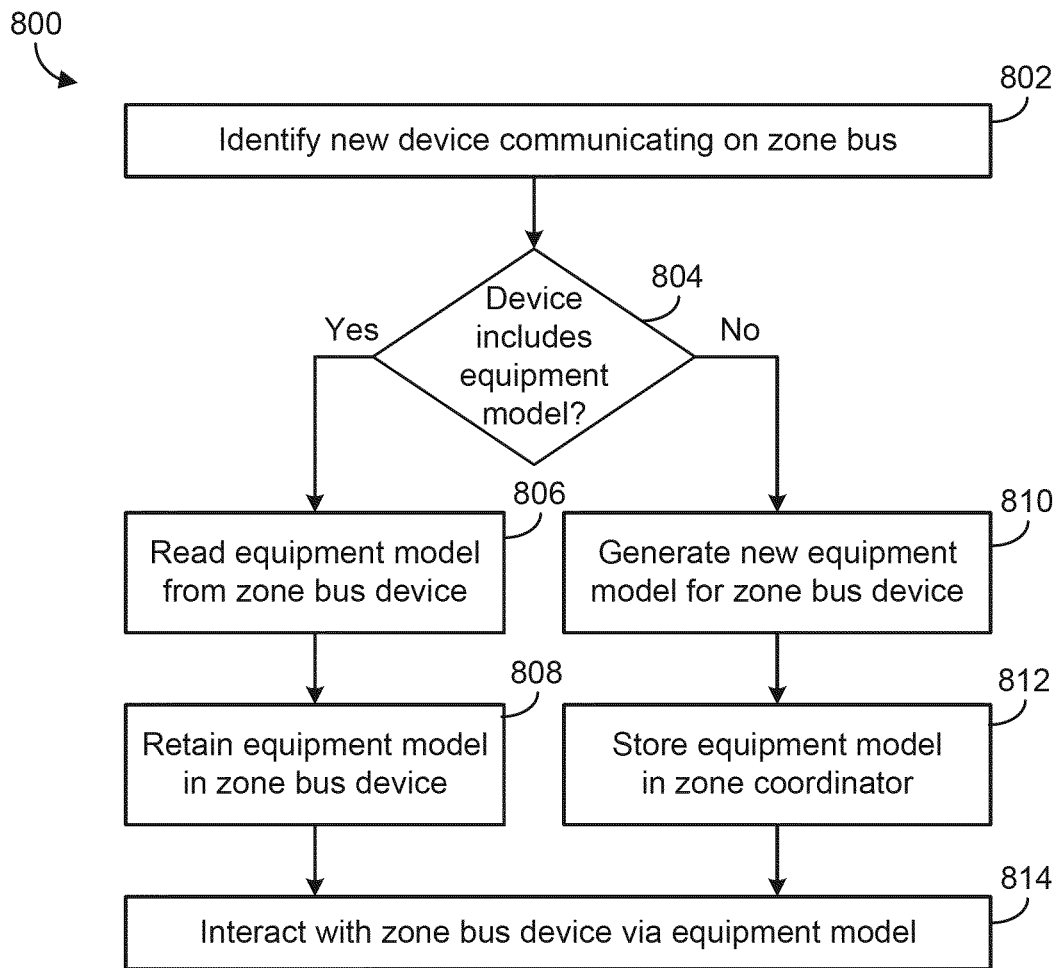 800
802
Identify new device communicating on zone bus
804
Device
includes
equipment
model?
Yes
No
806
Read equipment model
from zone bus device
810
Generate new equipment
model for zone bus device
808
Retain equipment model
in zone bus device
812
Store equipment model
in zone coordinator
814
Interact with zone bus device via equipment model